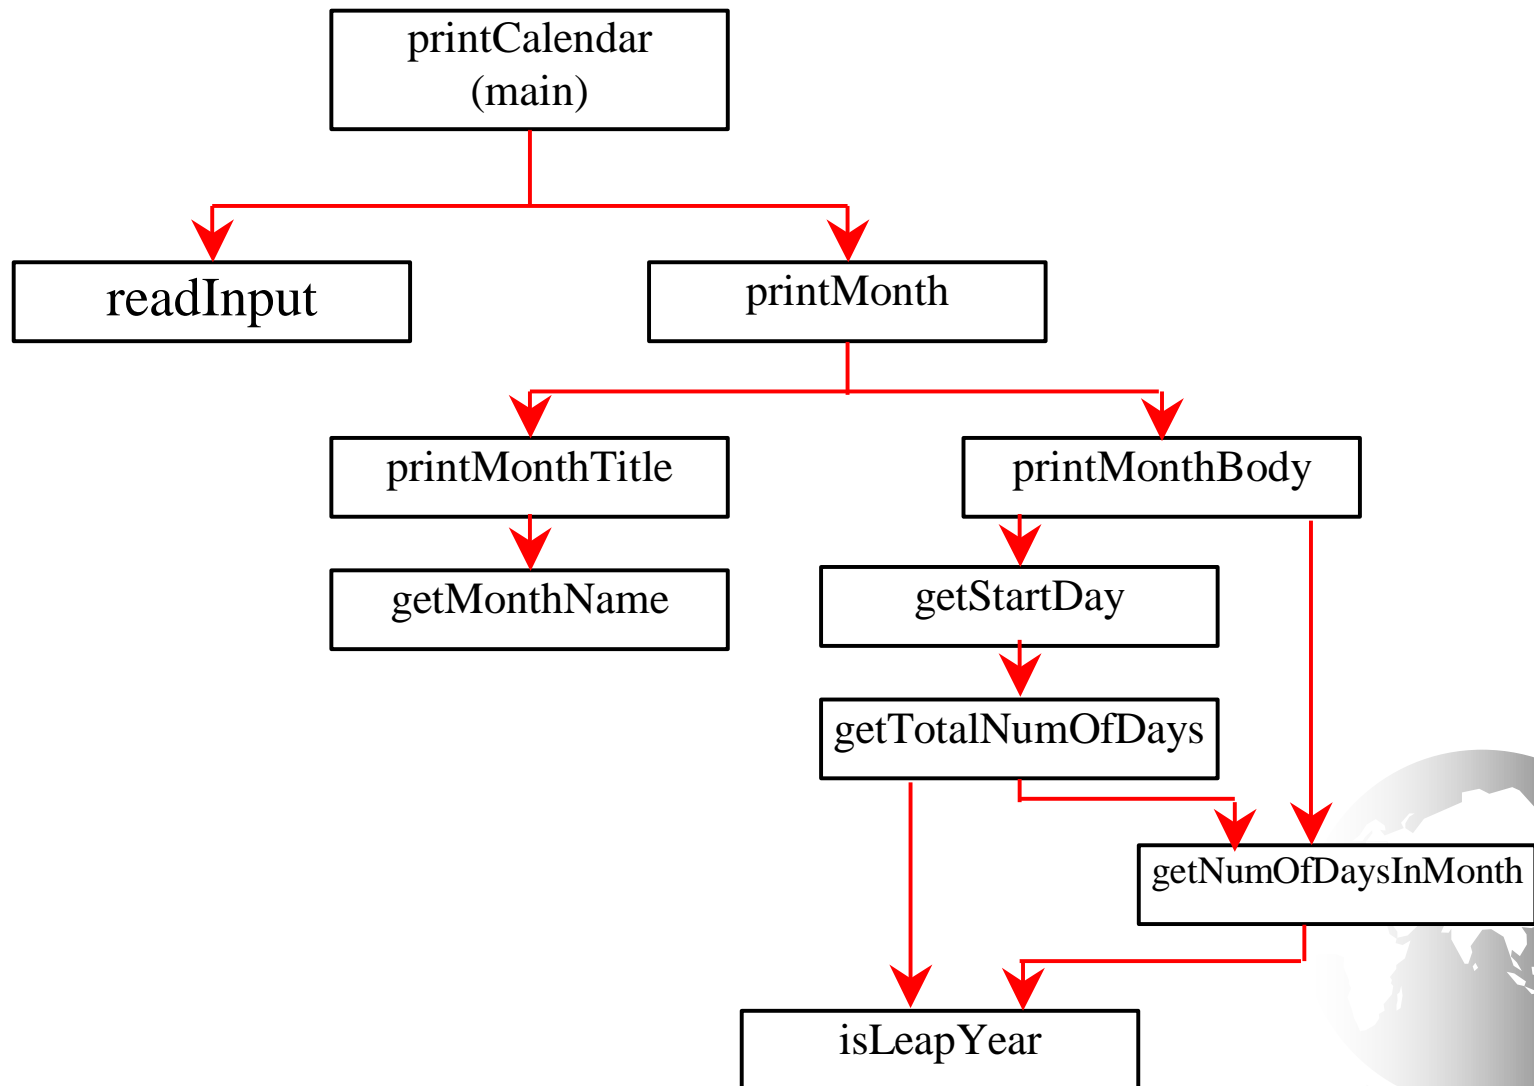 printCalendar
(main)
readInput
printMonth
printMonthTitle
printMonthBody
getMonthName
getStartDay
getTotalNumOfDays
getNumOfDaysInMonth
isLeapYear